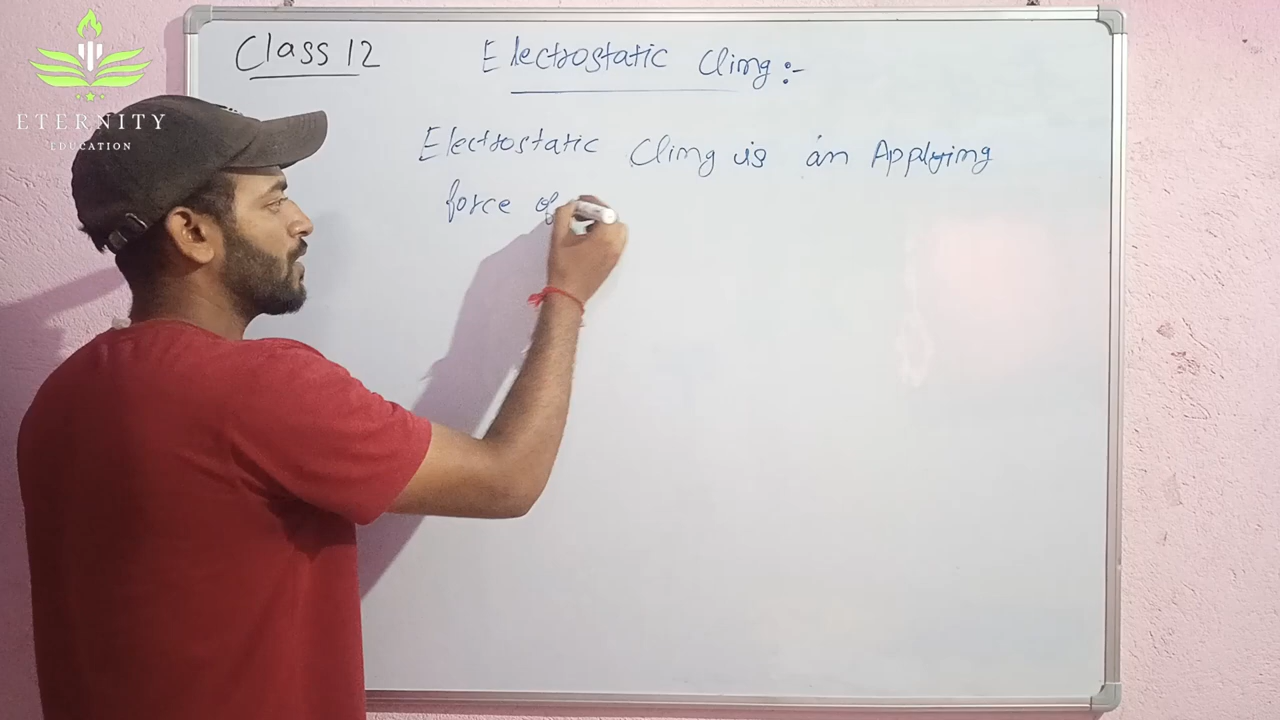 ETERNITY
EDUCATION
Class 12
Electrostatic Cling :-
Electrostatic Cling is an Applying
force of